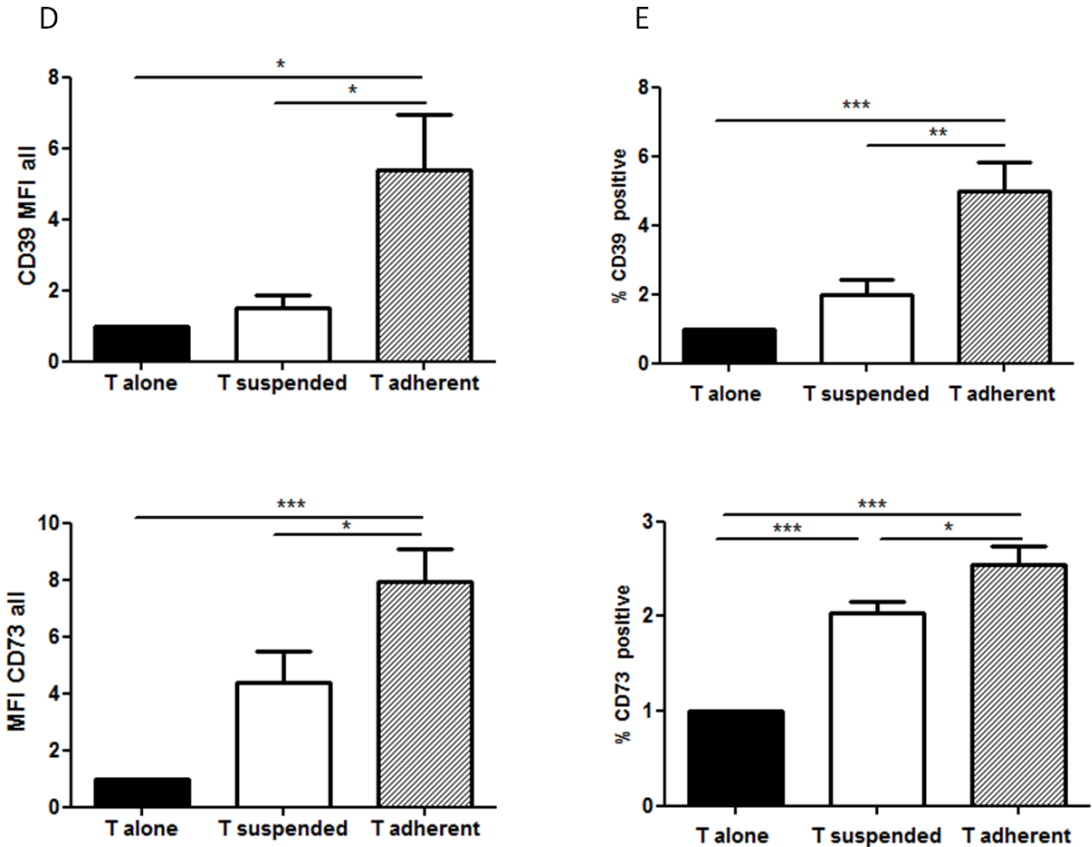 D
CD39 MFI all
8
6
4
2
0
*
*
T alone T suspended T adherent
E
% CD39 positive
8
6
4
2
0
***
**
T alone T suspended T adherent
MFI CD73 all
10
8
6
4
2
0
***
*
T alone T suspended T adherent
% CD73 positive
3
2
1
0
***
***
*
T alone T suspended T adherent